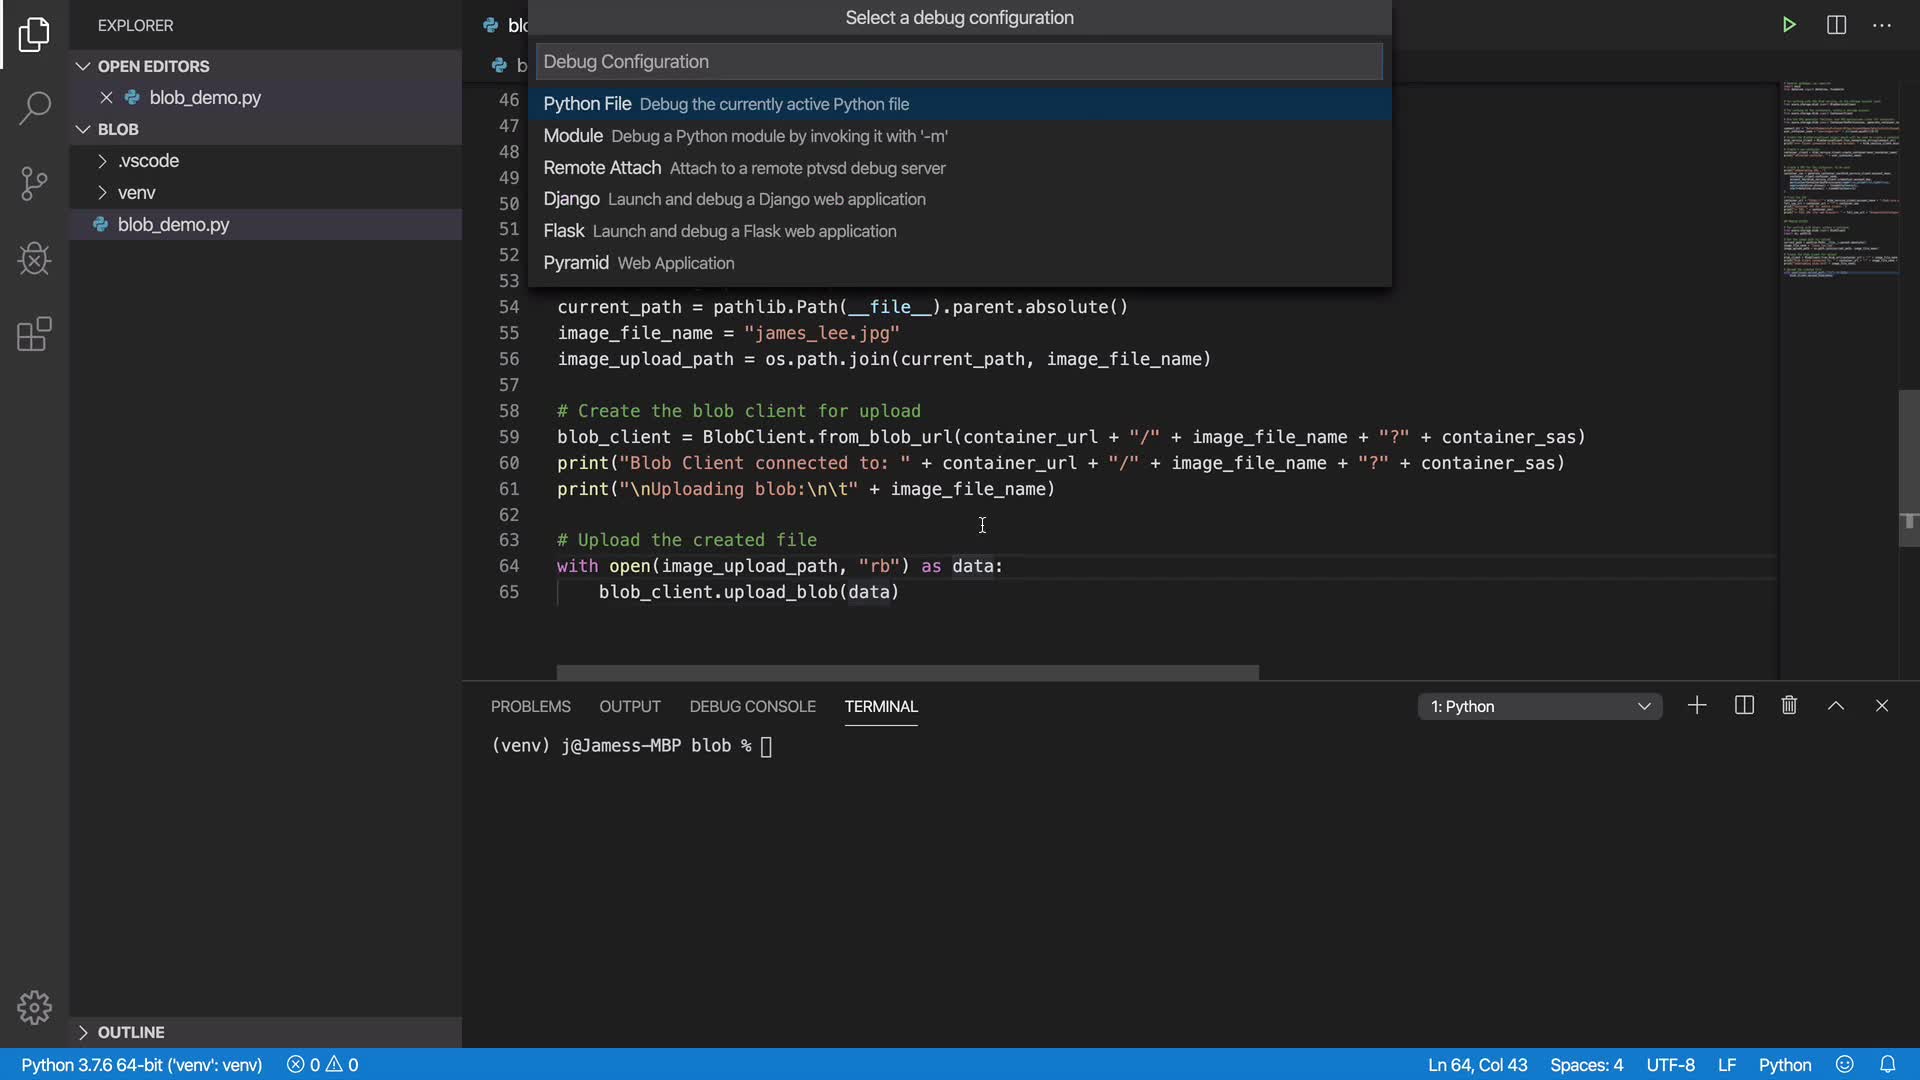 EXPLORER
OPEN EDITORS
blob_demo.py
BLOB
.vscode
venv
blob_demo.py
OUTLINE
Select a debug configuration
Debug Configuration
Python File Debug the currently active Python file
Module Debug a Python module by invoking it with '-m'
Remote Attach Attach to a remote ptvsd debug server
Django Launch and debug a Django web application
Flask Launch and debug a Flask web application
Pyramid Web Application
46
47
48
49
50
51
52
53
54 current_path = pathlib.Path(__file__).parent.absolute()
55 image_file_name = "james_lee.jpg"
56 image_upload_path = os.path.join(current_path, image_file_name)
57
58 # Create the blob client for upload
59 blob_client = BlobClient.from_blob_url(container_url + "/" + image_file_name + "?" + container_sas)
60 print("Blob Client connected to: " + container_url + "/" + image_file_name + "?" + container_sas)
61 print("\nUploading blob:\n\t" + image_file_name)
62
63 # Upload the created file
64 with open(image_upload_path, "rb") as data:
65 blob_client.upload_blob(data)
PROBLEMS OUTPUT DEBUG CONSOLE TERMINAL 1: Python
(venv) j@Jamess-MBP blob %
Python 3.7.6 64-bit ('venv': venv) 0 0 Ln 64, Col 43 Spaces: 4 UTF-8 LF Python